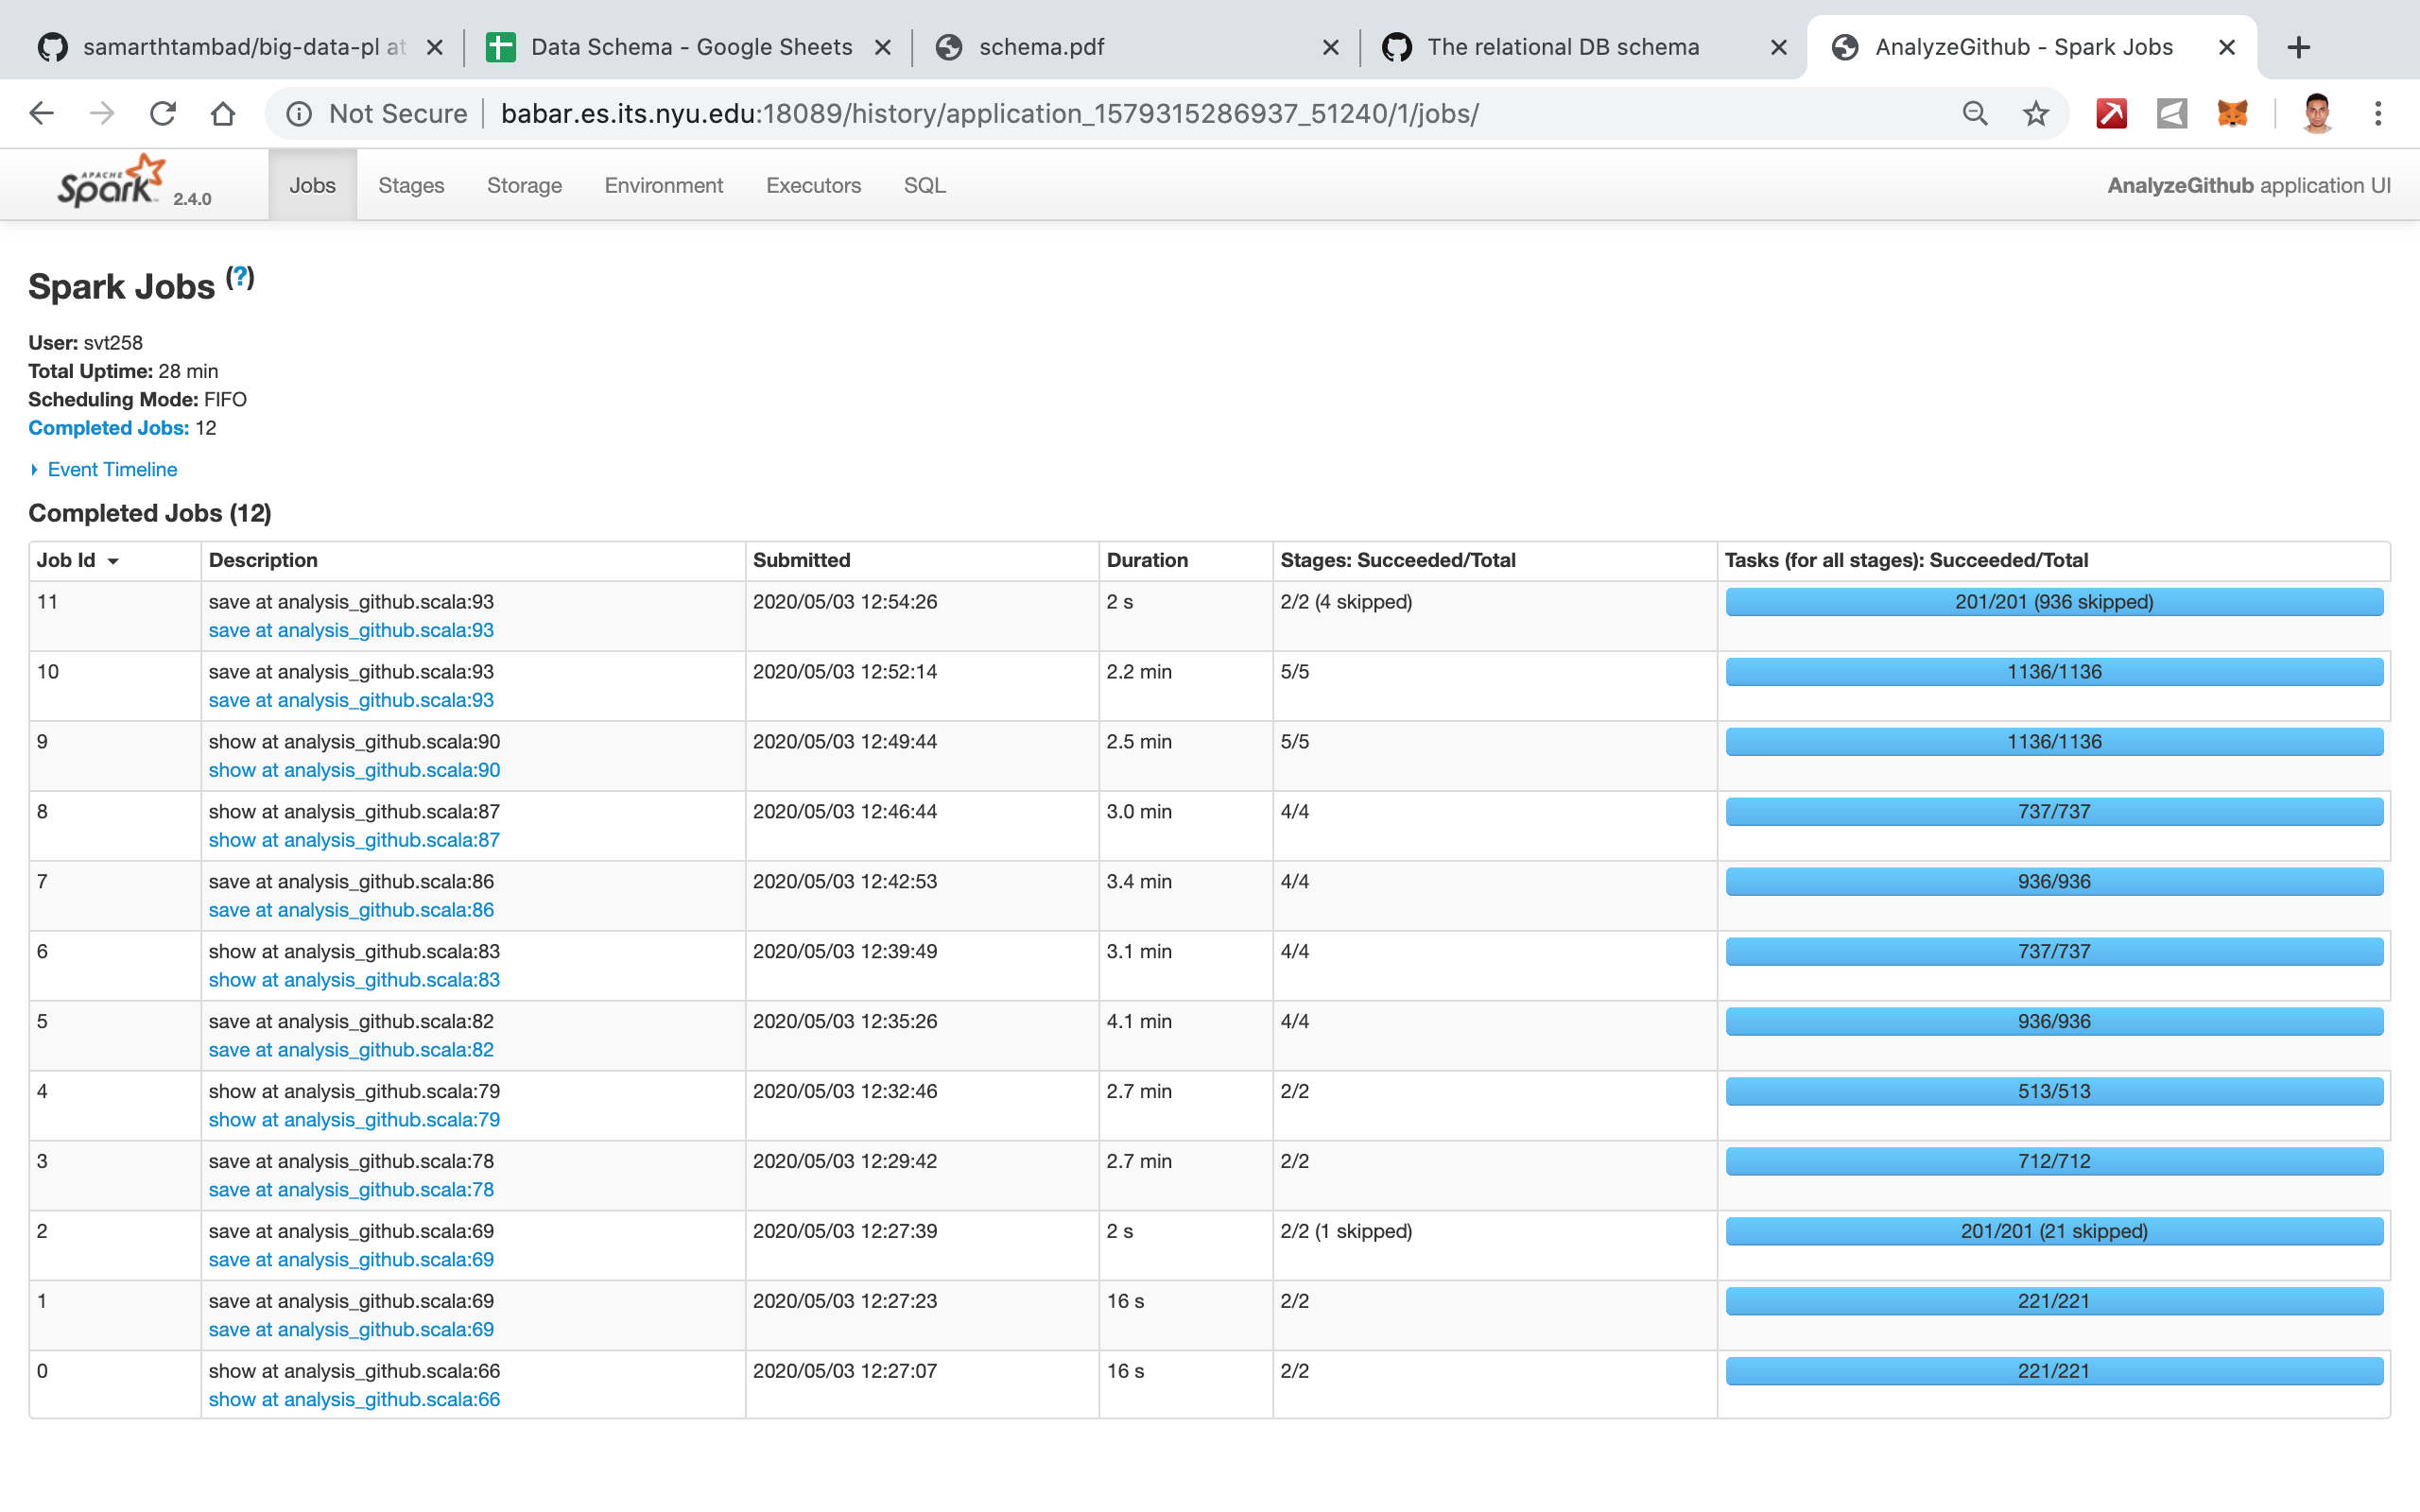 samarthtambad/big-data-pl at
Data Schema - Google Sheets
schema.pdf
The relational DB schema
AnalyzeGithub - Spark Jobs
Not Secure
babar.es.its.nyu.edu:18089/history/application_1579315286937_51240/1/jobs/
APACHE Spark 2.4.0
Jobs Stages Storage Environment Executors SQL
AnalyzeGithub application UI
Spark Jobs (?)
User: svt258
Total Uptime: 28 min
Scheduling Mode: FIFO
Completed Jobs: 12
Event Timeline
Completed Jobs (12)
Job Id Description Submitted Duration Stages: Succeeded/Total Tasks (for all stages): Succeeded/Total
11 save at analysis_github.scala:93 2020/05/03 12:54:26 2 s 2/2 (4 skipped) 201/201 (936 skipped)
save at analysis_github.scala:93
10 save at analysis_github.scala:93 2020/05/03 12:52:14 2.2 min 5/5 1136/1136
save at analysis_github.scala:93
9 show at analysis_github.scala:90 2020/05/03 12:49:44 2.5 min 5/5 1136/1136
show at analysis_github.scala:90
8 show at analysis_github.scala:87 2020/05/03 12:46:44 3.0 min 4/4 737/737
show at analysis_github.scala:87
7 save at analysis_github.scala:86 2020/05/03 12:42:53 3.4 min 4/4 936/936
save at analysis_github.scala:86
6 show at analysis_github.scala:83 2020/05/03 12:39:49 3.1 min 4/4 737/737
show at analysis_github.scala:83
5 save at analysis_github.scala:82 2020/05/03 12:35:26 4.1 min 4/4 936/936
save at analysis_github.scala:82
4 show at analysis_github.scala:79 2020/05/03 12:32:46 2.7 min 2/2 513/513
show at analysis_github.scala:79
3 save at analysis_github.scala:78 2020/05/03 12:29:42 2.7 min 2/2 712/712
save at analysis_github.scala:78
2 save at analysis_github.scala:69 2020/05/03 12:27:39 2 s 2/2 (1 skipped) 201/201 (21 skipped)
save at analysis_github.scala:69
1 save at analysis_github.scala:69 2020/05/03 12:27:23 16 s 2/2 221/221
save at analysis_github.scala:69
0 show at analysis_github.scala:66 2020/05/03 12:27:07 16 s 2/2 221/221
show at analysis_github.scala:66